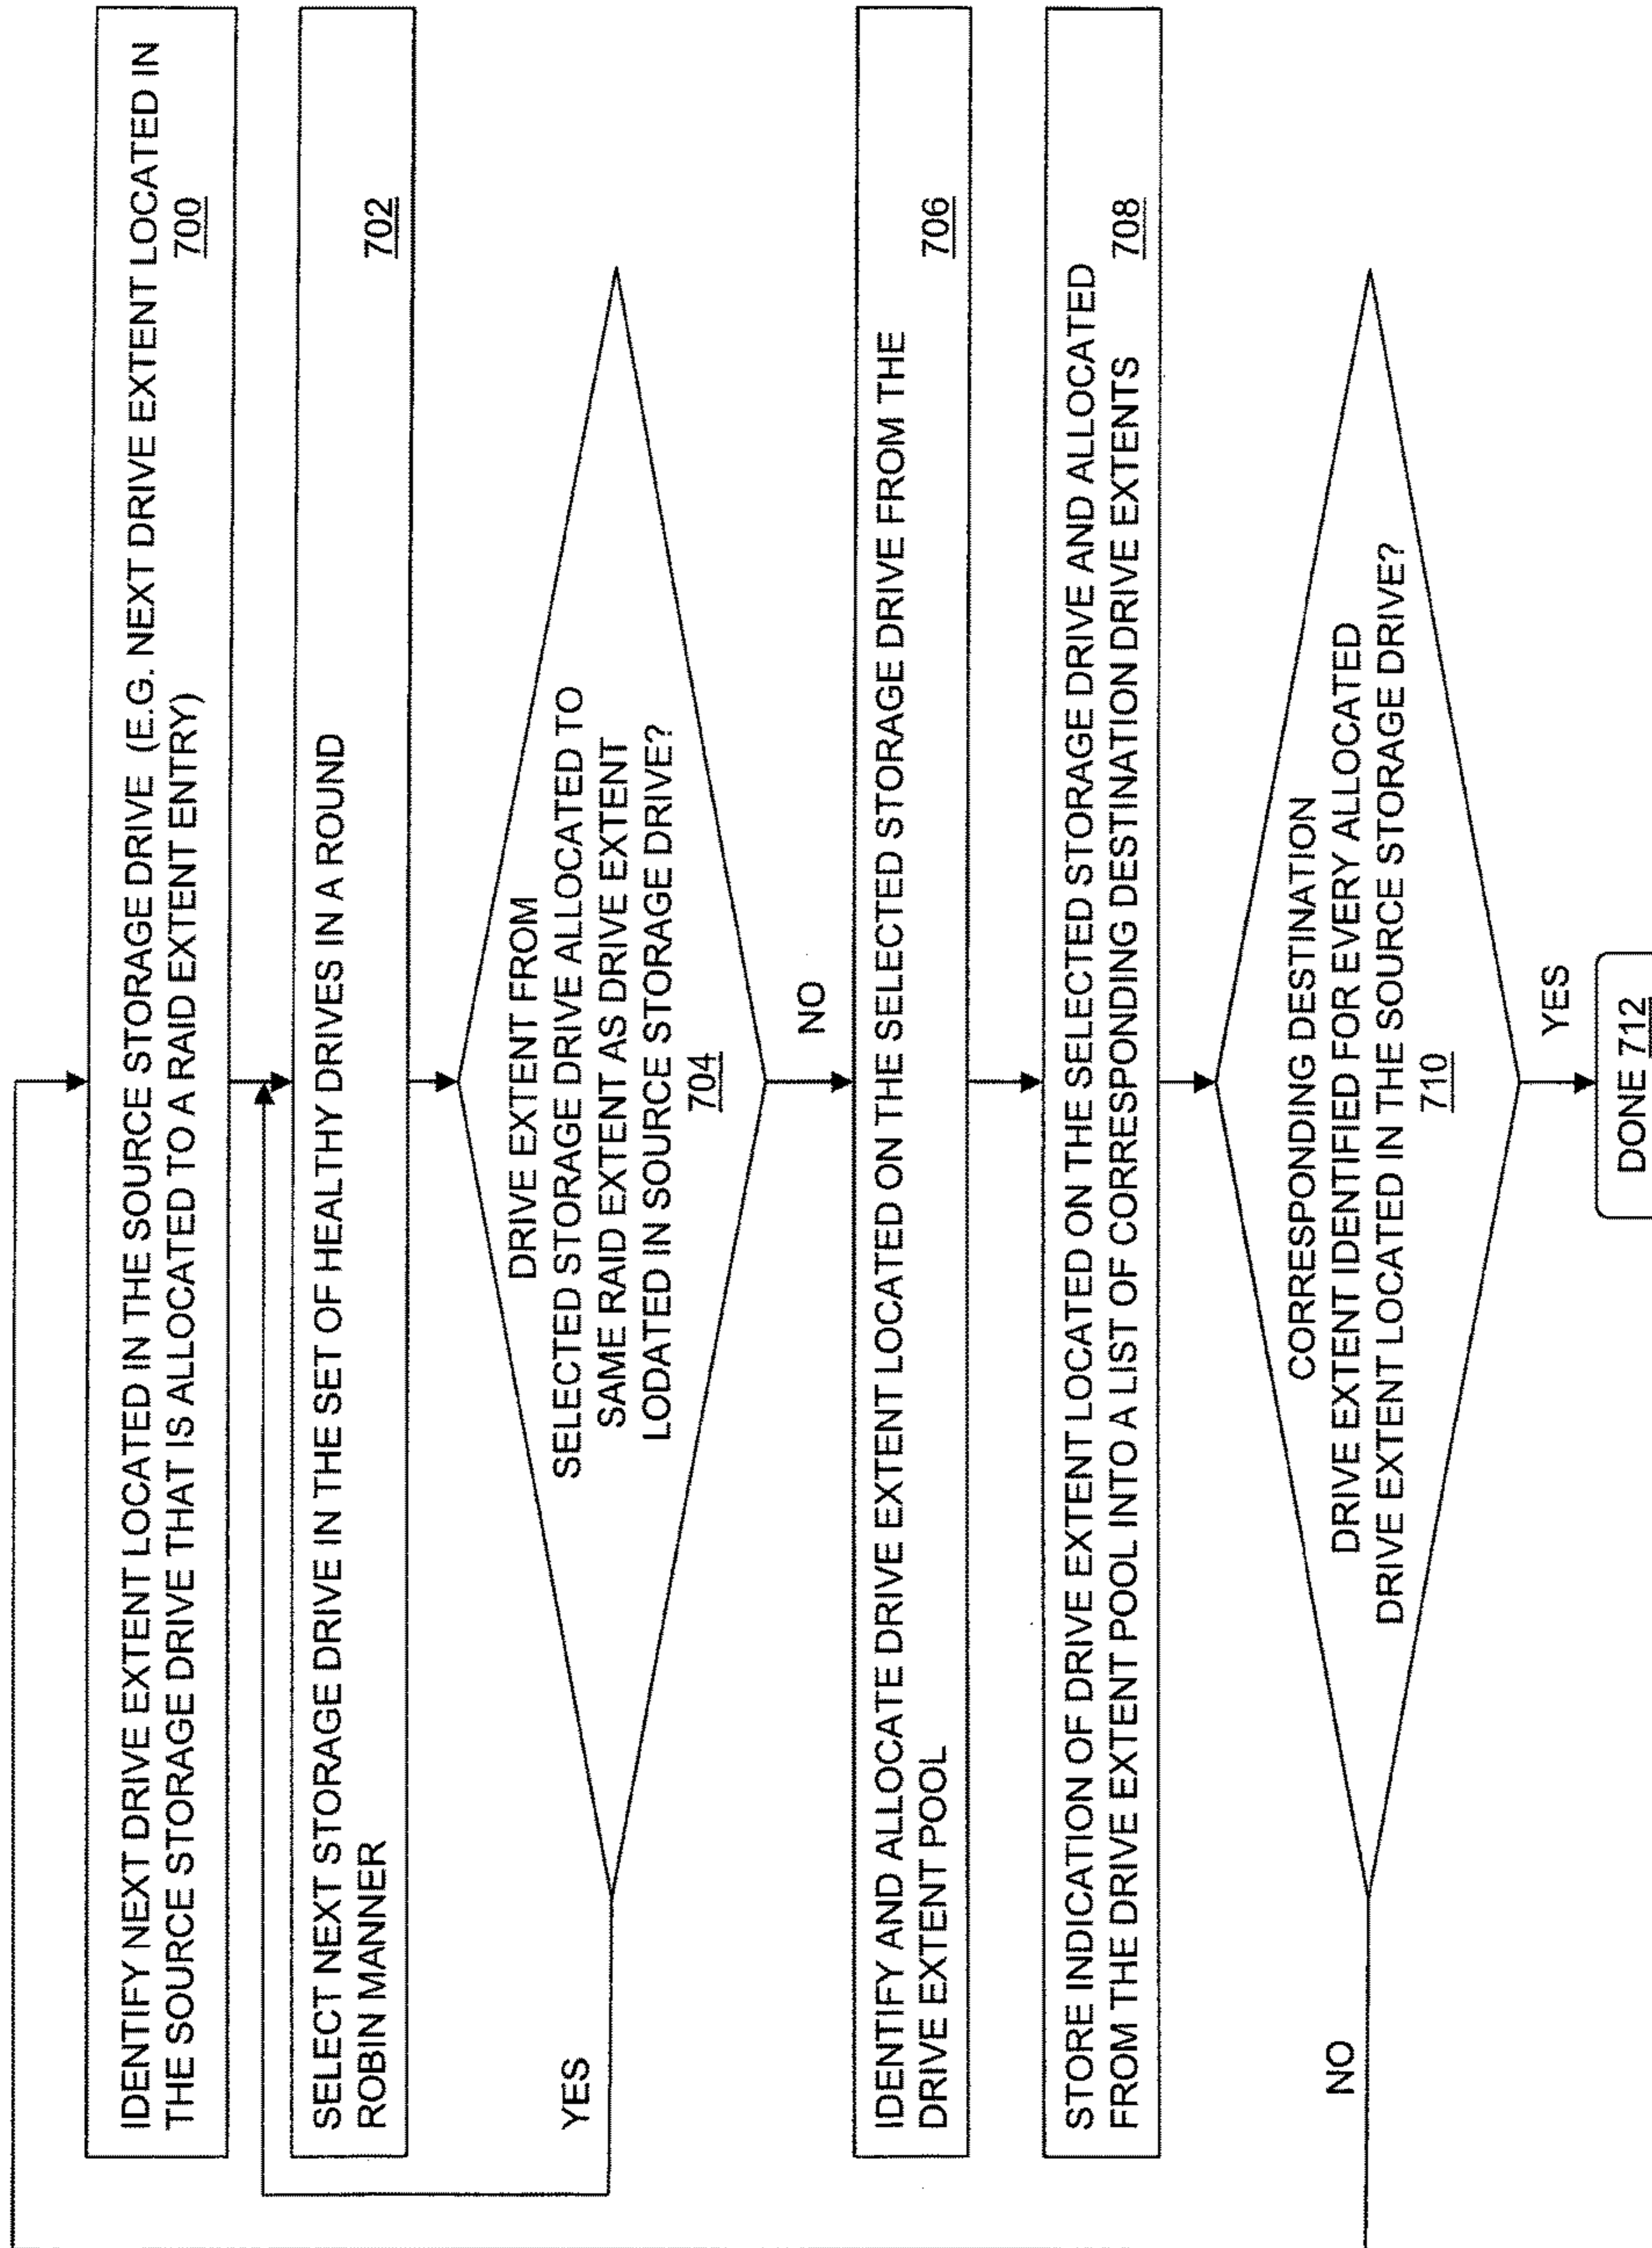 IDENTIFY NEXT DRIVE EXTENT LOCATED IN THE SOURCE STORAGE DRIVE (E.G. NEXT DRIVE EXTENT LOCATED IN
THE SOURCE STORAGE DRIVE THAT IS ALLOCATED TO A RAID EXTENT ENTRY)
700
SELECT NEXT STORAGE DRIVE IN THE SET OF HEALTHY DRIVES IN A ROUND
ROBIN MANNER
702
DRIVE EXTENT FROM
SELECTED STORAGE DRIVE ALLOCATED TO
SAME RAID EXTENT AS DRIVE EXTENT
LODATED IN SOURCE STORAGE DRIVE?
704
YES
NO
IDENTIFY AND ALLOCATE DRIVE EXTENT LOCATED ON THE SELECTED STORAGE DRIVE FROM THE
DRIVE EXTENT POOL
706
STORE INDICATION OF DRIVE EXTENT LOCATED ON THE SELECTED STORAGE DRIVE AND ALLOCATED
FROM THE DRIVE EXTENT POOL INTO A LIST OF CORRESPONDING DESTINATION DRIVE EXTENTS
708
CORRESPONDING DESTINATION
DRIVE EXTENT IDENTIFIED FOR EVERY ALLOCATED
DRIVE EXTENT LOCATED IN THE SOURCE STORAGE DRIVE?
710
NO
YES
DONE 712